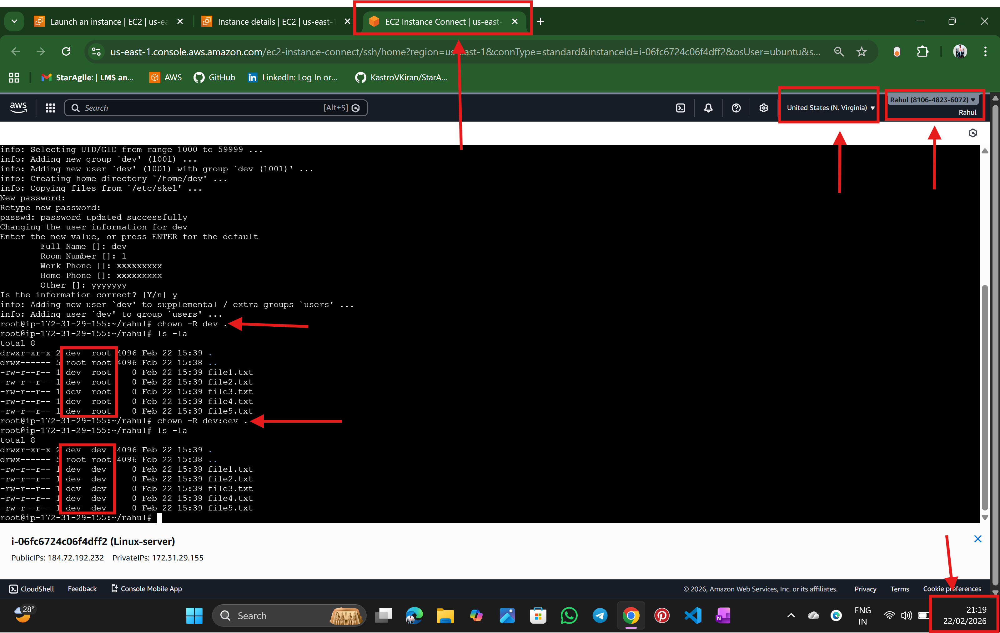 Launch an instance | EC2 | us-ea
Instance details | EC2 | us-east-1
EC2 Instance Connect | us-east-
us-east-1.console.aws.amazon.com/ec2-instance-connect/ssh/home?region=us-east-1&connType=standard&instanceId=i-06fc6724c06f4dff2&osUser=ubuntu&s...
StarAgile: | LMS an...
AWS
GitHub
LinkedIn: Log In or...
KastroVKiran/StarA...
aws
Search
[Alt+S]
United States (N. Virginia)
Rahul (8106-4823-6072)
Rahul
info: Selecting UID/GID from range 1000 to 59999 ...
info: Adding new group `dev' (1001) ...
info: Adding new user `dev' (1001) with group `dev (1001)' ...
info: Creating home directory `/home/dev' ...
info: Copying files from `/etc/skel' ...
New password:
Retype new password:
passwd: password updated successfully
Changing the user information for dev
Enter the new value, or press ENTER for the default
Full Name []: dev
Room Number []: 1
Work Phone []: xxxxxxxxx
Home Phone []: xxxxxxxxx
Other []: yyyyyyy
Is the information correct? [Y/n] y
info: Adding new user `dev' to supplemental / extra groups `users' ...
info: Adding user `dev' to group `users' ...
root@ip-172-31-29-155:~/rahul# chown -R dev .
root@ip-172-31-29-155:~/rahul# ls -la
total 8
drwxr-xr-x 2 dev root 4096 Feb 22 15:39 .
drwx------ 5 root root 4096 Feb 22 15:38 ..
-rw-r--r-- 1 dev root 0 Feb 22 15:39 file1.txt
-rw-r--r-- 1 dev root 0 Feb 22 15:39 file2.txt
-rw-r--r-- 1 dev root 0 Feb 22 15:39 file3.txt
-rw-r--r-- 1 dev root 0 Feb 22 15:39 file4.txt
-rw-r--r-- 1 dev root 0 Feb 22 15:39 file5.txt
root@ip-172-31-29-155:~/rahul# chown -R dev:dev .
root@ip-172-31-29-155:~/rahul# ls -la
total 8
drwxr-xr-x 2 dev dev 4096 Feb 22 15:39 .
drwx------ 5 root root 4096 Feb 22 15:38 ..
-rw-r--r-- 1 dev dev 0 Feb 22 15:39 file1.txt
-rw-r--r-- 1 dev dev 0 Feb 22 15:39 file2.txt
-rw-r--r-- 1 dev dev 0 Feb 22 15:39 file3.txt
-rw-r--r-- 1 dev dev 0 Feb 22 15:39 file4.txt
-rw-r--r-- 1 dev dev 0 Feb 22 15:39 file5.txt
root@ip-172-31-29-155:~/rahul#
i-06fc6724c06f4dff2 (Linux-server)
PublicIPs: 184.72.192.232 PrivateIPs: 172.31.29.155
CloudShell
Feedback
Console Mobile App
© 2026, Amazon Web Services, Inc. or its affiliates.
Privacy
Terms
Cookie preferences
28°
Search
ENG
IN
21:19
22/02/2026